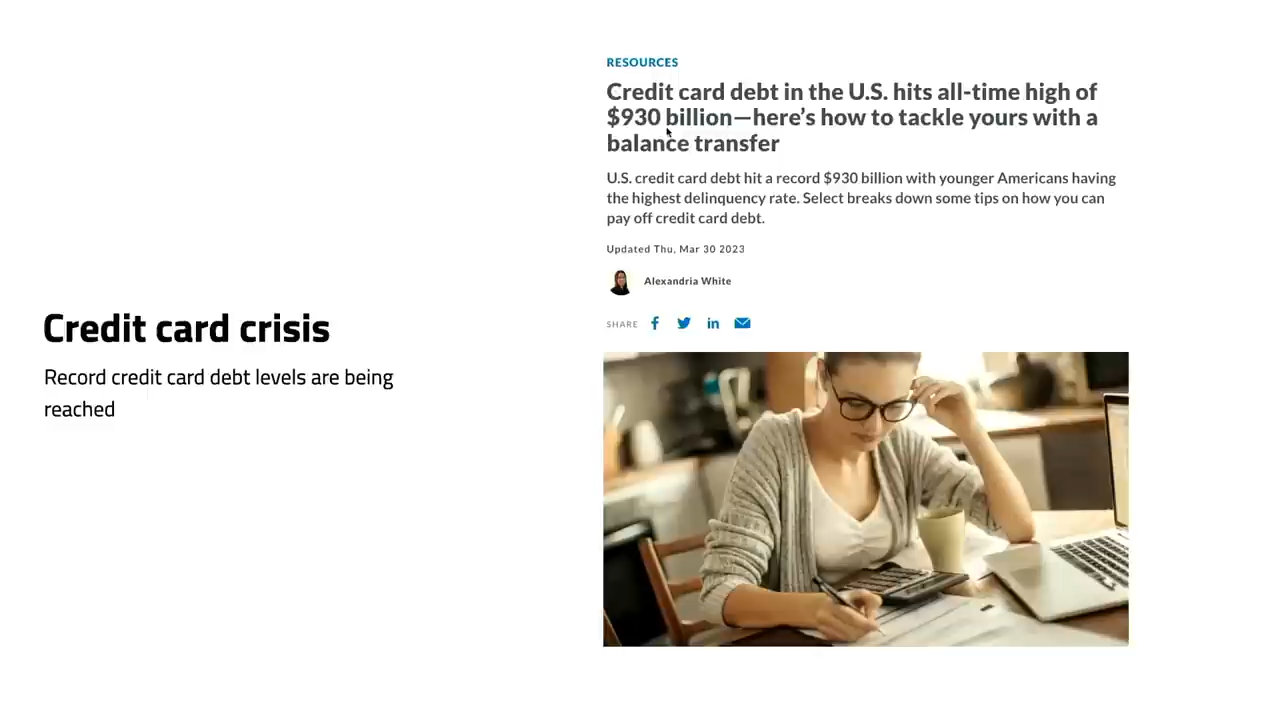 Credit card crisis
Record credit card debt levels are being
reached
RESOURCES
Credit card debt in the U.S. hits all-time high of
$930 billion—here’s how to tackle yours with a
balance transfer
U.S. credit card debt hit a record $930 billion with younger Americans having
the highest delinquency rate. Select breaks down some tips on how you can
pay off credit card debt.
Updated Thu, Mar 30 2023
Alexandria White
SHARE